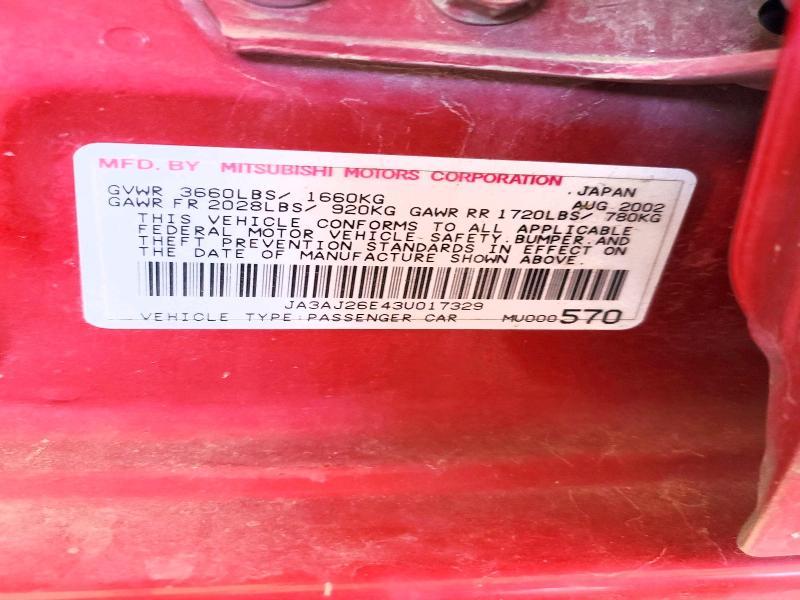 MFD. BY MITSUBISHI MOTORS CORPORATION
GVWR 3660LBS/ 1660KG .JAPAN
AUG 2002
GAWR FR 2028LBS/ 920KG GAWR RR 1720LBS/ 780KG
THIS VEHICLE CONFORMS TO ALL APPLICABLE
FEDERAL MOTOR VEHICLE SAFETY, BUMPER, AND
THEFT PREVENTION STANDARDS IN EFFECT ON
THE DATE OF MANUFACTURE SHOWN ABOVE.
JA3AJ26E43U017329
VEHICLE TYPE:PASSENGER CAR MU000570